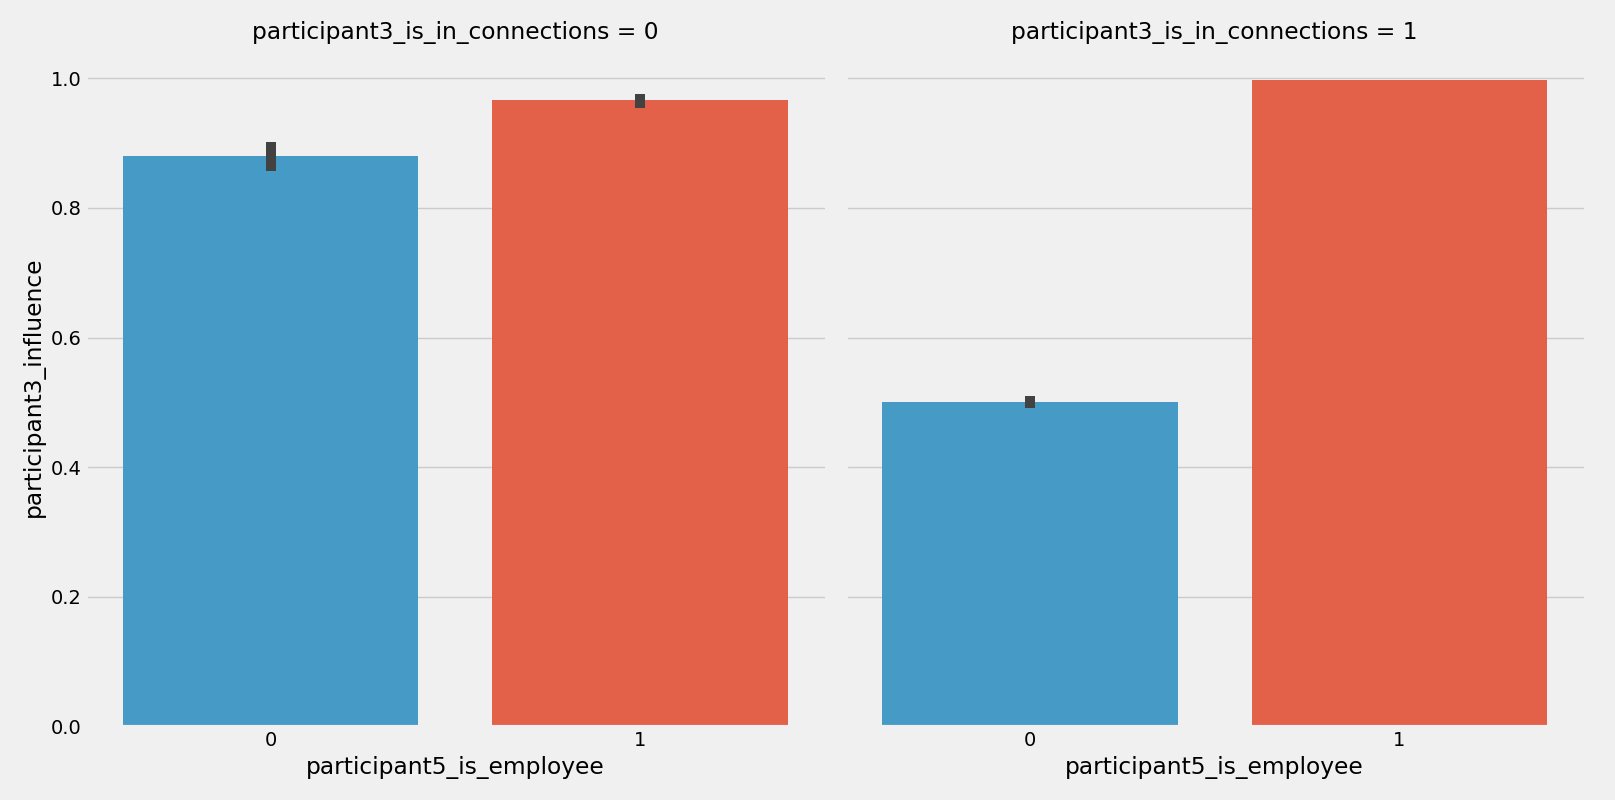 participant3_is_in_connections = 0
participant3_is_in_connections = 1
participant3_influence
1.0
0.8
0.6
0.4
0.2
0.0
0
1
0
1
participant5_is_employee
participant5_is_employee